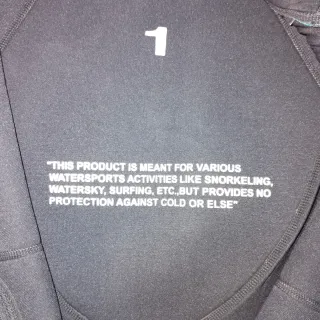 1
"THIS PRODUCT IS MEANT FOR VARIOUS
WATERSPORTS ACTIVITIES LIKE SNORKELING,
WATERSKY, SURFING, ETC.,BUT PROVIDES NO
PROTECTION AGAINST COLD OR ELSE"